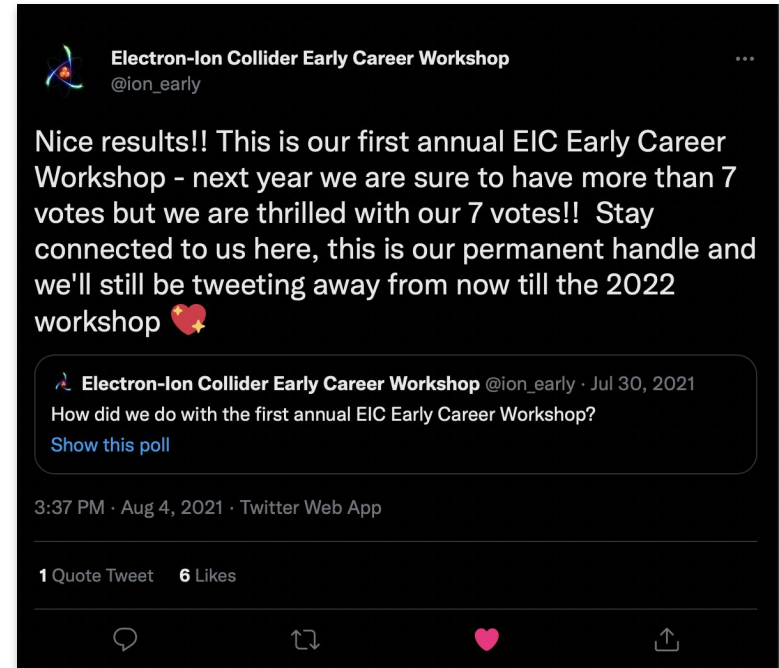 Electron-Ion Collider Early Career Workshop
@ion_early
Nice results!! This is our first annual EIC Early Career
Workshop - next year we are sure to have more than 7
votes but we are thrilled with our 7 votes!!  Stay
connected to us here, this is our permanent handle and
we'll still be tweeting away from now till the 2022
workshop 💖
Electron-Ion Collider Early Career Workshop @ion_early · Jul 30, 2021
How did we do with the first annual EIC Early Career Workshop?
Show this poll
3:37 PM · Aug 4, 2021 · Twitter Web App
1 Quote Tweet 6 Likes